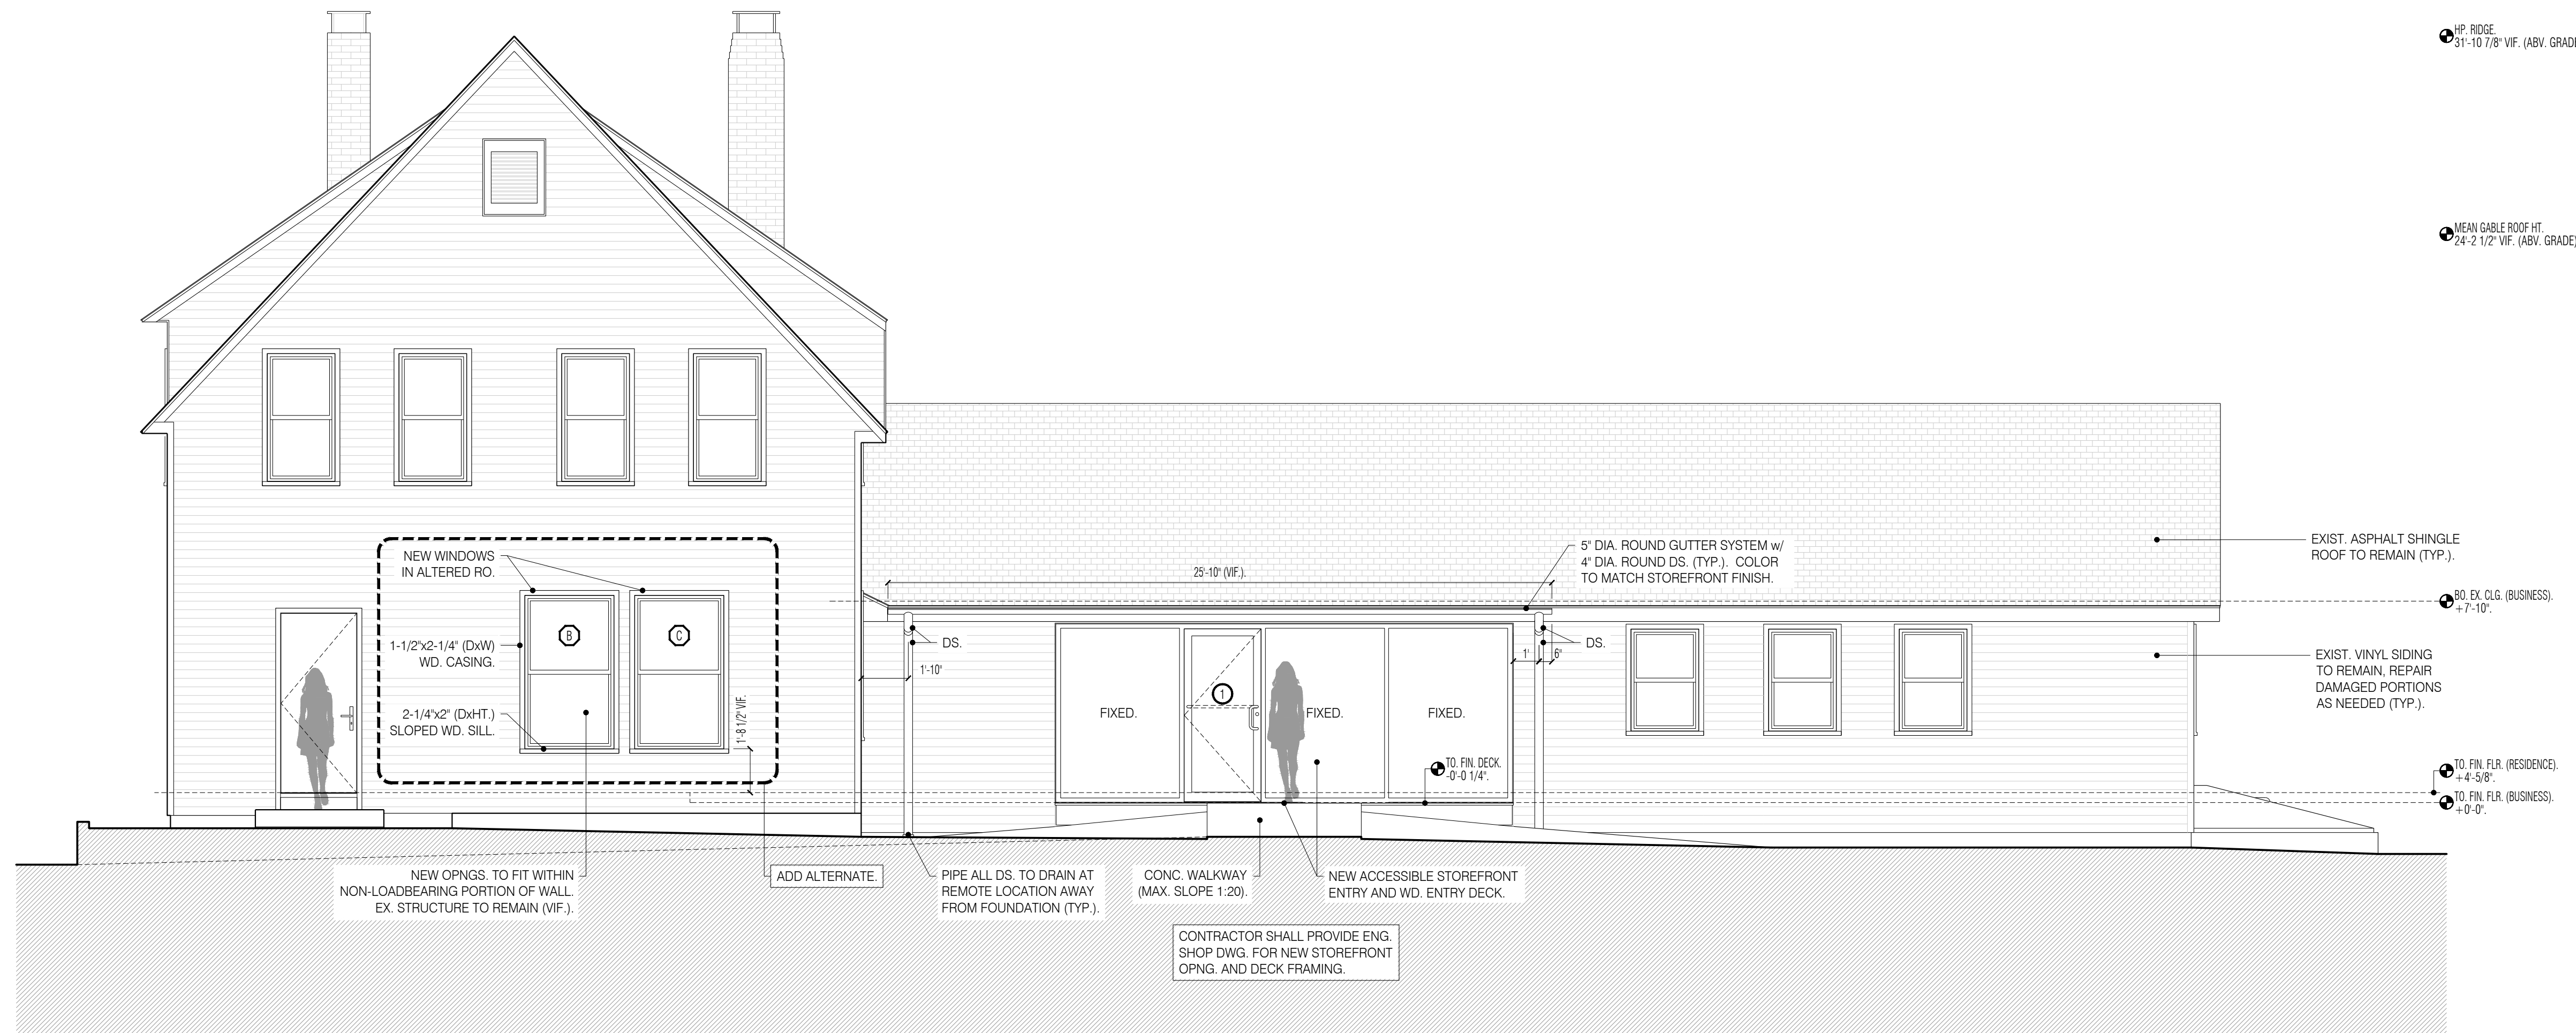 HP. RIDGE.
31'-10 7/8" VIF. (ABV. GRADE
MEAN GABLE ROOF HT.
24'-2 1/2" VIF. (ABV. GRADE)
NEW WINDOWS
IN ALTERED RO.
B
C
1-1/2"x2-1/4" (DxW)
WD. CASING.
2-1/4"x2" (DxHT.)
SLOPED WD. SILL.
1'-8 1/2" VIF.
25'-10" (VIF.).
5" DIA. ROUND GUTTER SYSTEM w/
4" DIA. ROUND DS. (TYP.). COLOR
TO MATCH STOREFRONT FINISH.
EXIST. ASPHALT SHINGLE
ROOF TO REMAIN (TYP.).
BO. EX. CLG. (BUSINESS).
+7'-10".
DS.
1'-10"
DS.
1'
6"
FIXED.
1
FIXED.
FIXED.
EXIST. VINYL SIDING
TO REMAIN, REPAIR
DAMAGED PORTIONS
AS NEEDED (TYP.).
TO. FIN. DECK.
-0'-0 1/4".
TO. FIN. FLR. (RESIDENCE).
+4'-5/8".
TO. FIN. FLR. (BUSINESS).
+0'-0".
NEW OPNGS. TO FIT WITHIN
NON-LOADBEARING PORTION OF WALL.
EX. STRUCTURE TO REMAIN (VIF.).
ADD ALTERNATE.
PIPE ALL DS. TO DRAIN AT
REMOTE LOCATION AWAY
FROM FOUNDATION (TYP.).
CONC. WALKWAY
(MAX. SLOPE 1:20).
NEW ACCESSIBLE STOREFRONT
ENTRY AND WD. ENTRY DECK.
CONTRACTOR SHALL PROVIDE ENG.
SHOP DWG. FOR NEW STOREFRONT
OPNG. AND DECK FRAMING.